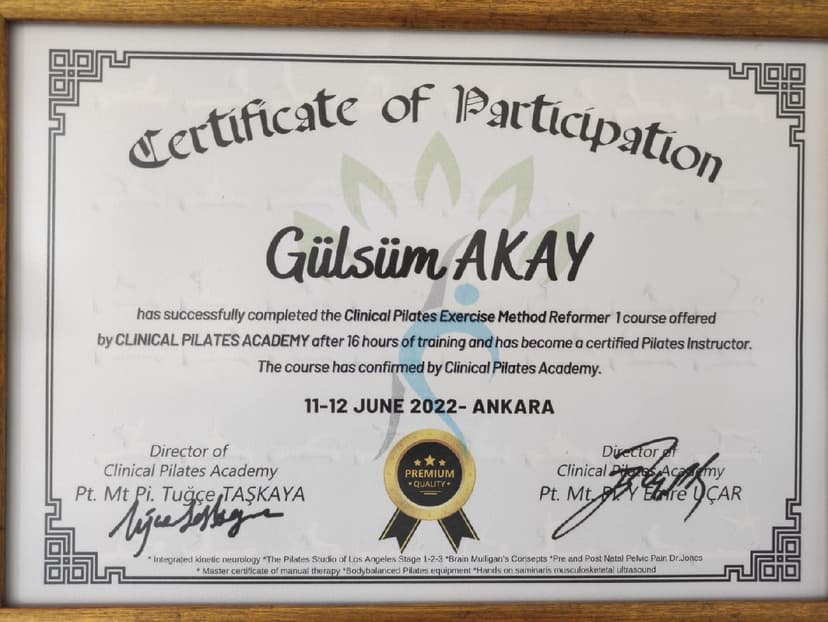 Certificate of Participation
Gülsüm AKAY
has successfully completed the Clinical Pilates Exercise Method Reformer 1 course offered
by CLINICAL PILATES ACADEMY after 16 hours of training and has become a certified Pilates Instructor.
The course has confirmed by Clinical Pilates Academy.
11-12 JUNE 2022- ANKARA
Director of
Clinical Pilates Academy
Pt. Mt Pi. Tuğçe TAŞKAYA
PREMIUM
QUALITY
Director of
Clinical Pilates Academy
Pt. Mt. Pi. Y Emre UÇAR
* Integrated kinetic neurology *The Pilates Studio of Los Angeles Stage 1-2-3 *Brain Mulligan's Consepts *Pre and Post Natal Pelvic Pain Dr.Jones
* Master certificate of manual therapy *Bodybalanced Pilates equipment *Hands on saminaris musculosketetal ultrasound